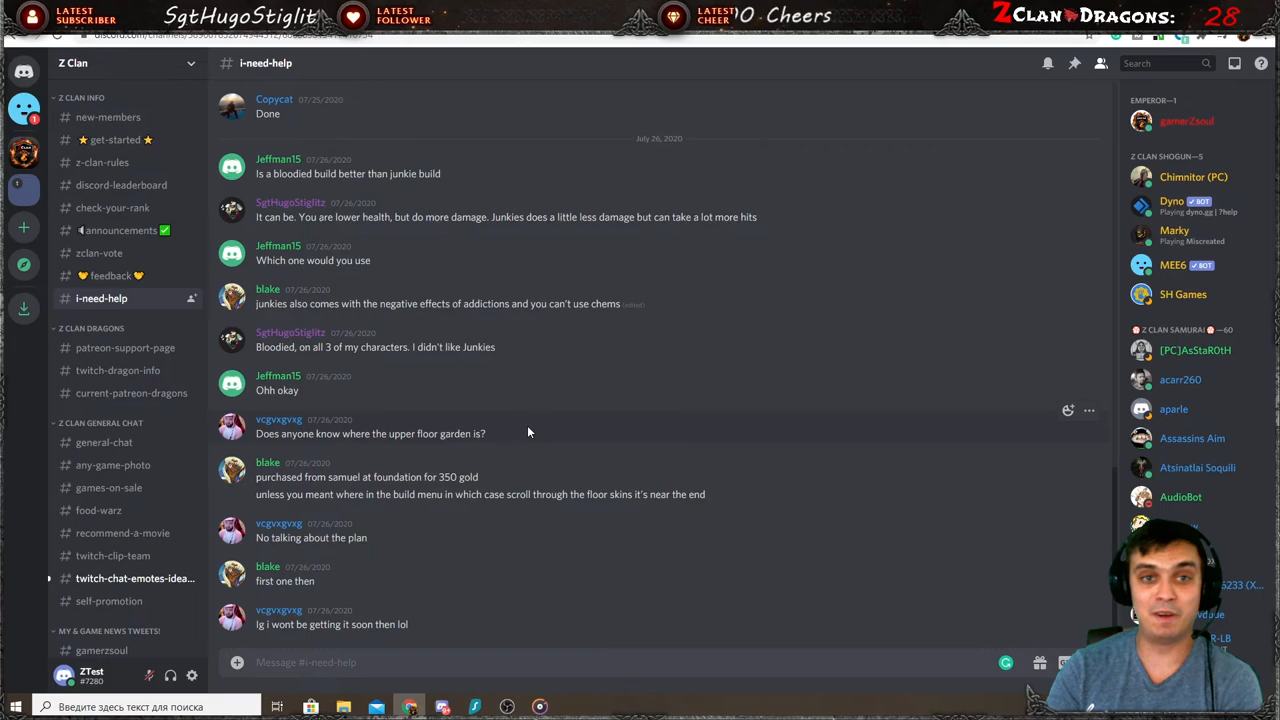 LATEST
SUBSCRIBER
SgtHugoStiglit
LATEST
FOLLOWER
LATEST
CHEER
0 Cheers
Z CLAN DRAGONS: 28
Z Clan
Z CLAN INFO
new-members
get-started
z-clan-rules
discord-leaderboard
check-your-rank
announcements
zclan-vote
feedback
i-need-help
Z CLAN DRAGONS
patreon-support-page
twitch-dragon-info
current-patreon-dragons
Z CLAN GENERAL CHAT
general-chat
any-game-photo
games-on-sale
food-warz
recommend-a-movie
twitch-clip-team
twitch-chat-emotes-idea...
self-promotion
MY & GAME NEWS TWEETS!
gamerzsoul
ZTest
#7280
# i-need-help
Copycat 07/25/2020
Done
July 26, 2020
Jeffman15 07/26/2020
Is a bloodied build better than junkie build
SgtHugoStiglitz 07/26/2020
It can be. You are lower health, but do more damage. Junkies does a little less damage but can take a lot more hits
Jeffman15 07/26/2020
Which one would you use
blake 07/26/2020
junkies also comes with the negative effects of addictions and you can't use chems (edited)
SgtHugoStiglitz 07/26/2020
Bloodied, on all 3 of my characters. I didn't like Junkies
Jeffman15 07/26/2020
Ohh okay
vcgvxgvxg 07/26/2020
Does anyone know where the upper floor garden is?
blake 07/26/2020
purchased from samuel at foundation for 350 gold
unless you meant where in the build menu in which case scroll through the floor skins it's near the end
vcgvxgvxg 07/26/2020
No talking about the plan
blake 07/26/2020
first one then
vcgvxgvxg 07/26/2020
Ig i wont be getting it soon then lol
Message #i-need-help
Search
EMPEROR—1
gamerZsoul
Z CLAN SHOGUN—5
Chimnitor (PC)
Dyno BOT
Playing dyno.gg | ?help
Marky
Playing Miscreated
MEE6 BOT
SH Games
Z CLAN SAMURAI —60
[PC]AsStaR0tH
acarr260
aparle
Assassins Aim
Atsinatlai Soquili
AudioBot
Введите здесь текст для поиска